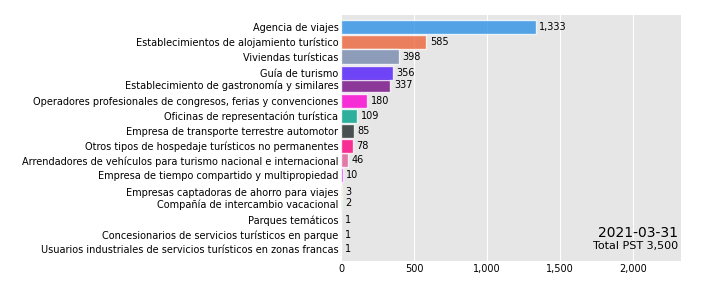 Agencia de viajes 1,333
Establecimientos de alojamiento turístico 585
Viviendas turísticas 398
Guía de turismo 356
Establecimiento de gastronomía y similares 337
Operadores profesionales de congresos, ferias y convenciones 180
Oficinas de representación turística 109
Empresa de transporte terrestre automotor 85
Otros tipos de hospedaje turísticos no permanentes 78
Arrendadores de vehículos para turismo nacional e internacional 46
Empresa de tiempo compartido y multipropiedad 10
Empresas captadoras de ahorro para viajes 3
Compañía de intercambio vacacional 2
Parques temáticos 1
Concesionarios de servicios turísticos en parque 1
Usuarios industriales de servicios turísticos en zonas francas 1
2021-03-31
Total PST 3,500
0 500 1,000 1,500 2,000